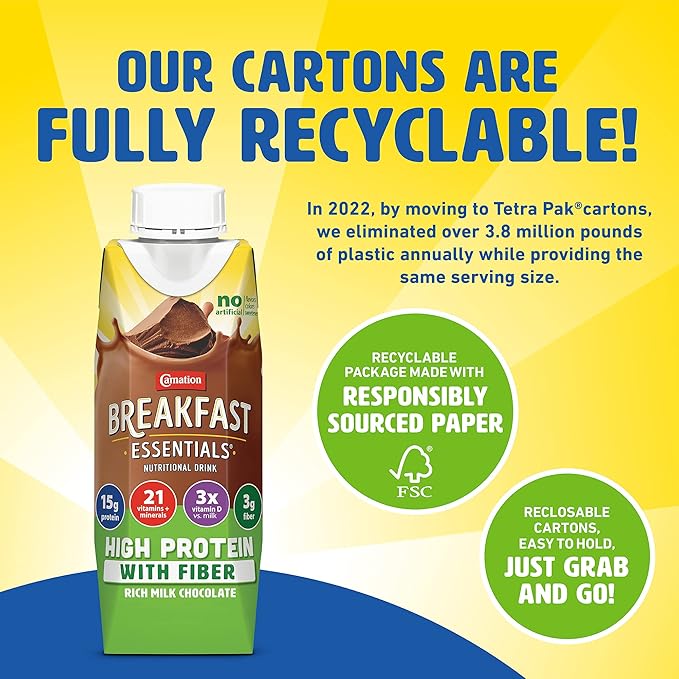 OUR CARTONS ARE
FULLY RECYCLABLE!
In 2022, by moving to Tetra Pak® cartons,
we eliminated over 3.8 million pounds
of plastic annually while providing the
same serving size.
no
artificial
flavors
colors
sweeteners
Carnation
BREAKFAST
ESSENTIALS®
NUTRITIONAL DRINK
15g
protein
21
vitamins +
minerals
3x
vitamin D
vs. milk
3g
fiber
HIGH PROTEIN
WITH FIBER
RICH MILK CHOCOLATE
RECYCLABLE
PACKAGE MADE WITH
RESPONSIBLY
SOURCED PAPER
FSC
RECLOSABLE
CARTONS,
EASY TO HOLD,
JUST GRAB
AND GO!